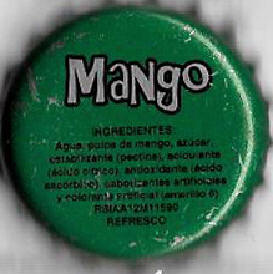 MaNgo
INGREDIENTES
Agua, pulpa de mango, azúcar,
estabilizante (pectina), acidulante
(ácido cítrico), antioxidante (ácido
ascórbico), saborizantes artificiales
y colorante artificial (amarillo 6)
REFRESCO